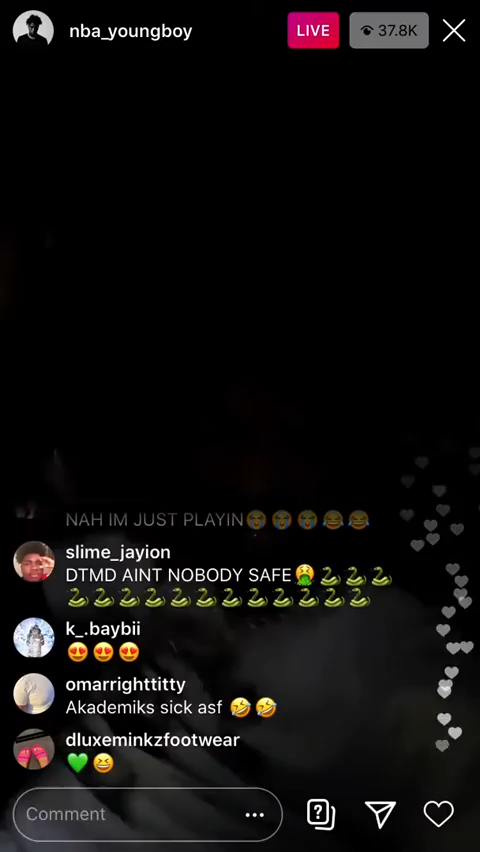 nba_youngboy
LIVE
37.8K
NAH IM JUST PLAYIN😭😭😭😂😂
slime_jayion
DTMD AINT NOBODY SAFE🤮🐍🐍🐍
🐍🐍🐍🐍🐍🐍🐍🐍🐍🐍🐍🐍
k_.baybii
😍😍😍
omarrighttitty
Akademiks sick asf 🤣🤣
dluxeminkzfootwear
💚😆
Comment